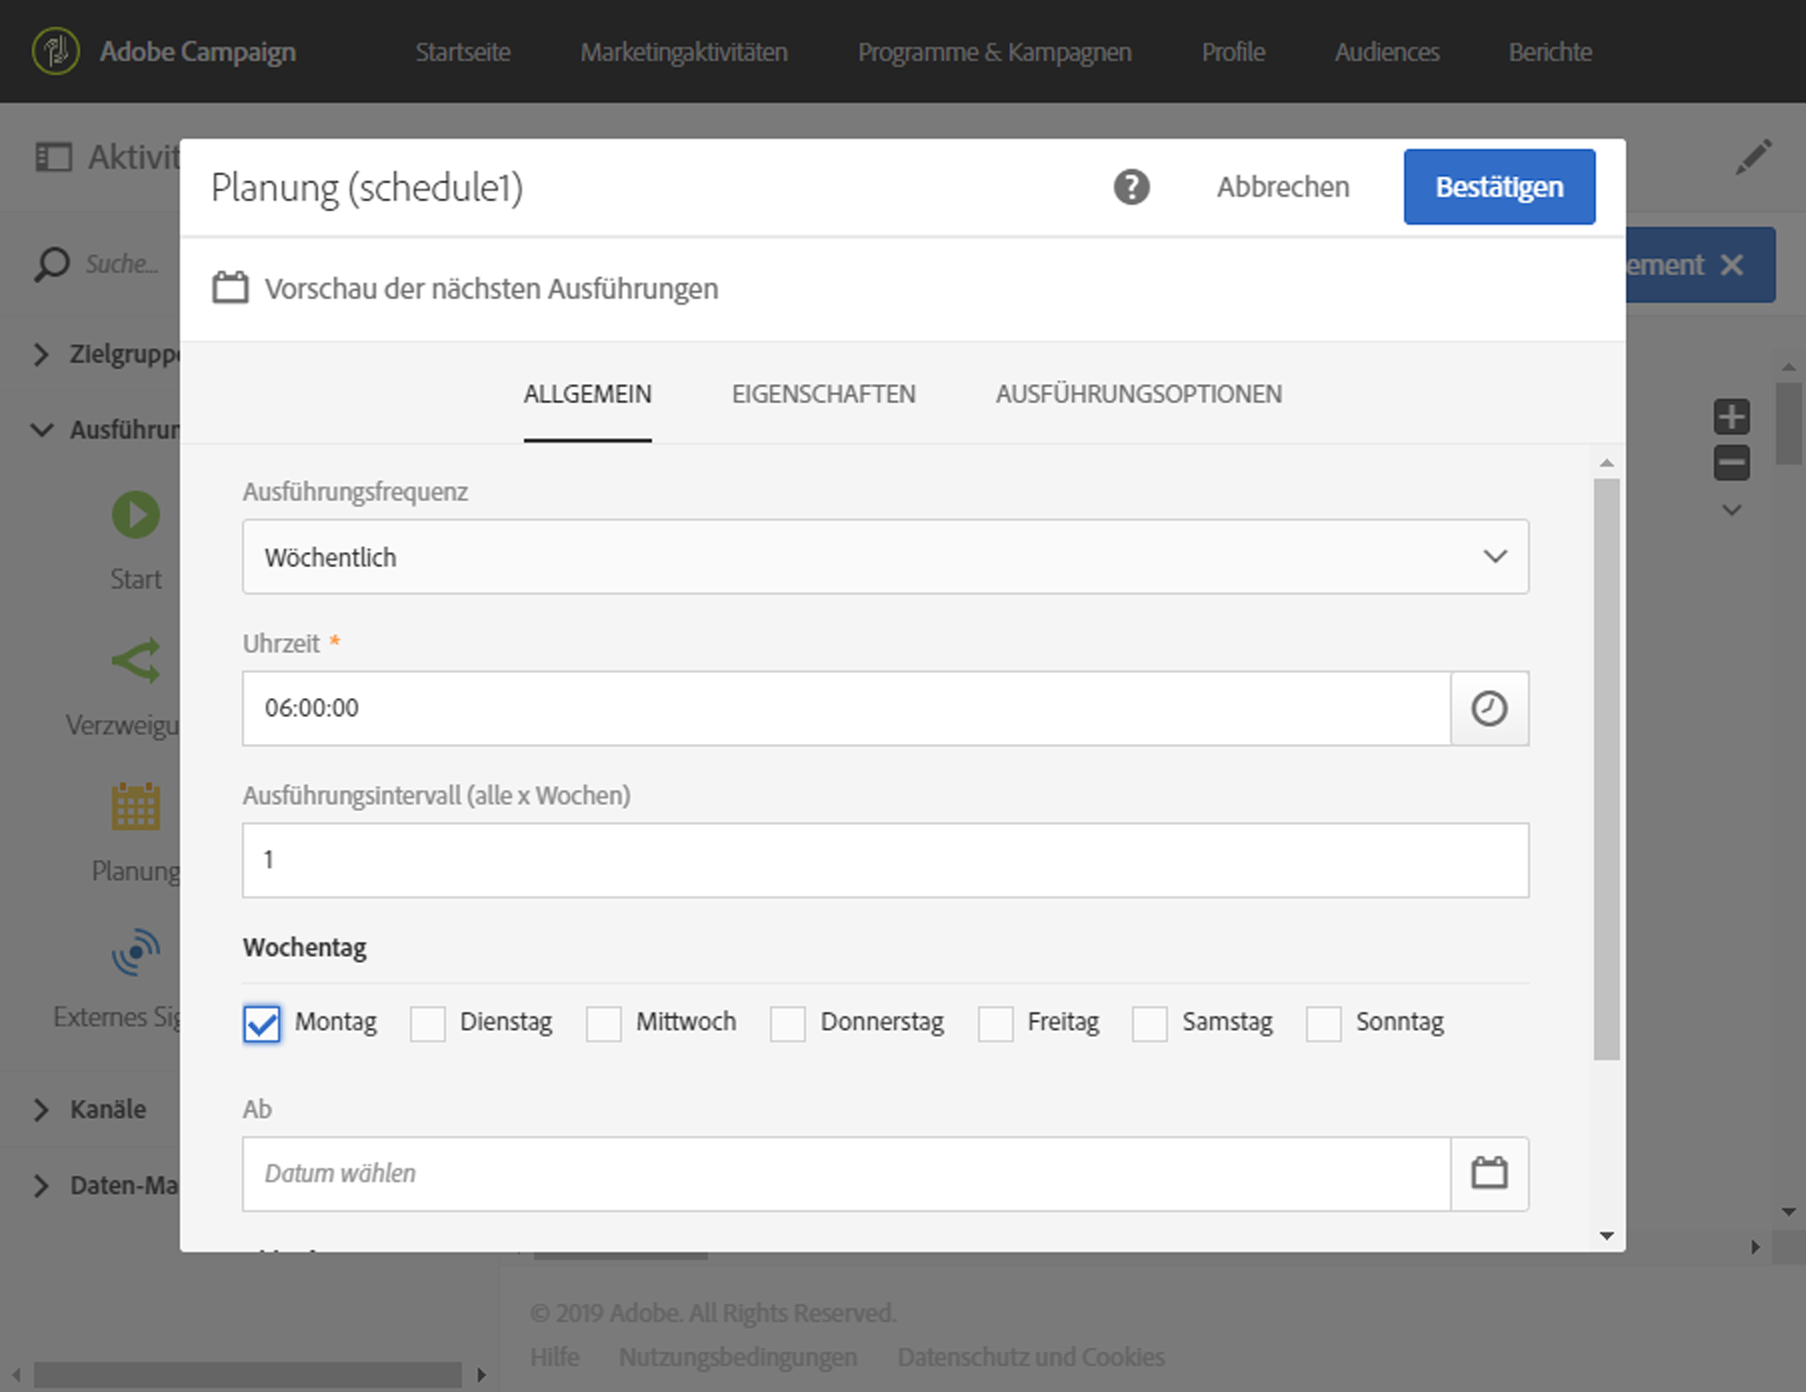 Adobe Campaign Startseite Marketingaktivitäten Programme & Kampagnen Profile Audiences Berichte
Aktivit
Planung (schedule1) ? Abbrechen Bestätigen
Suche...
ement
Vorschau der nächsten Ausführungen
Zielgruppe
ALLGEMEIN EIGENSCHAFTEN AUSFÜHRUNGSOPTIONEN
Ausführun
Ausführungsfrequenz
Wöchentlich
Start
Uhrzeit *
06:00:00
Verzweigu
Ausführungsintervall (alle x Wochen)
1
Planung
Wochentag
Externes Sig
Montag Dienstag Mittwoch Donnerstag Freitag Samstag Sonntag
Kanäle
Ab
Datum wählen
Daten-Ma
© 2019 Adobe. All Rights Reserved.
Hilfe Nutzungsbedingungen Datenschutz und Cookies